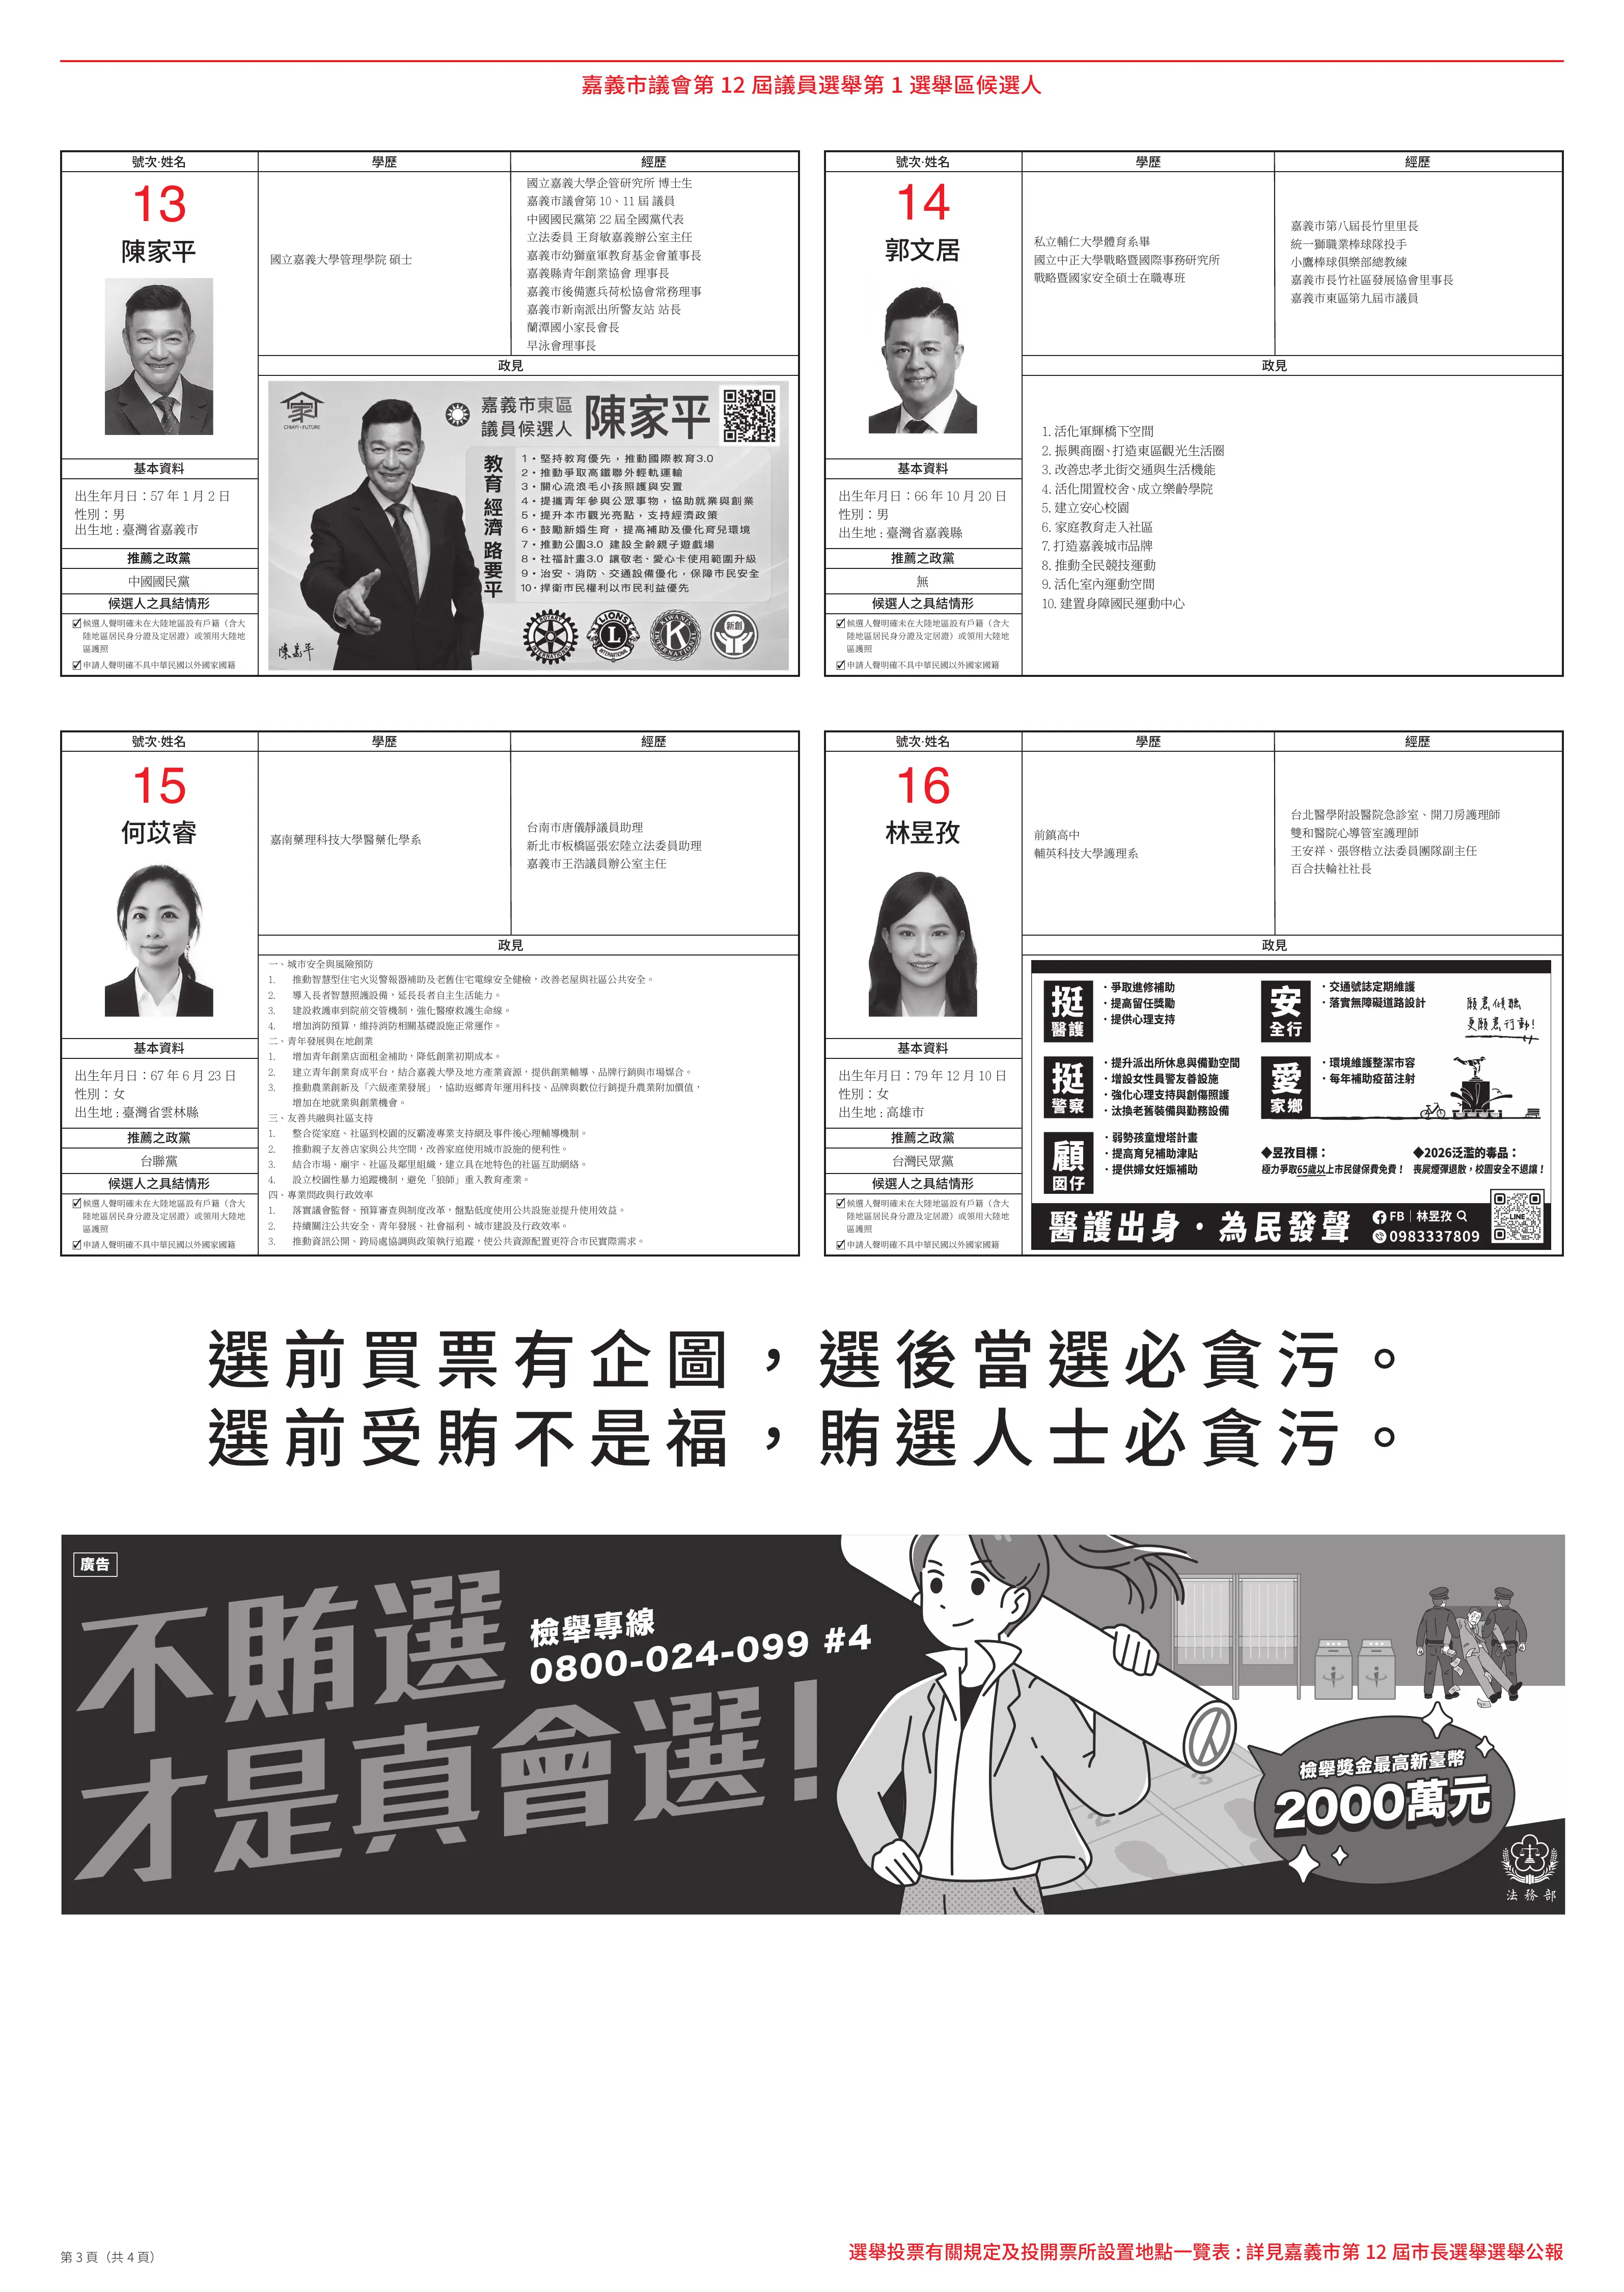 嘉義市議會第 12 屆議員選舉第 1 選舉區候選人
號次·姓名
學歷
經歷
13
陳家平
國立嘉義大學管理學院 碩士
國立嘉義大學企管研究所 博士生
嘉義市議會第 10、11 屆 議員
中國國民黨第 22 屆全國黨代表
立法委員 王育敏嘉義辦公室主任
嘉義市幼獅童軍教育基金會董事長
嘉義縣青年創業協會 理事長
嘉義市後備憲兵荷松協會常務理事
嘉義市新南派出所警友站 站長
蘭潭國小家長會長
早泳會理事長
基本資料
出生年月日：57 年 1 月 2 日
性別：男
出生地：臺灣省嘉義市
推薦之政黨
中國國民黨
候選人之具結情形
☑候選人聲明確未在大陸地區設有戶籍（含大
陸地區居民身分證及定居證）或領用大陸地
區護照
☑申請人聲明確不具中華民國以外國家國籍
政見
家
CHIAYI·FUTURE
嘉義市東區
議員候選人
陳家平
教育 經濟 路要平
1・堅持教育優先，推動國際教育3.0
2・推動爭取高鐵聯外輕軌運輸
3・關心流浪毛小孩照護與安置
4・提攜青年參與公眾事物，協助就業與創業
5・提升本市觀光亮點，支持經濟政策
6・鼓勵新婚生育，提高補助及優化育兒環境
7・推動公園3.0 建設全齡親子遊戲場
8・社福計畫3.0 讓敬老、愛心卡使用範圍升級
9・治安、消防、交通設備優化，保障市民安全
10・捍衛市民權利以市民利益優先
陳家平
ROTARY
INTERNATIONAL
LIONS
L
INTERNATIONAL
KIWANIS
K
INTERNATIONAL
新創
號次·姓名
學歷
經歷
14
郭文居
私立輔仁大學體育系畢
國立中正大學戰略暨國際事務研究所
戰略暨國家安全碩士在職專班
嘉義市第八屆長竹里里長
統一獅職業棒球隊投手
小鷹棒球俱樂部總教練
嘉義市長竹社區發展協會里事長
嘉義市東區第九屆市議員
基本資料
出生年月日：66 年 10 月 20 日
性別：男
出生地：臺灣省嘉義縣
推薦之政黨
無
候選人之具結情形
☑候選人聲明確未在大陸地區設有戶籍（含大
陸地區居民身分證及定居證）或領用大陸地
區護照
☑申請人聲明確不具中華民國以外國家國籍
政見
1. 活化軍輝橋下空間
2. 振興商圈、打造東區觀光生活圈
3. 改善忠孝北街交通與生活機能
4. 活化閒置校舍、成立樂齡學院
5. 建立安心校園
6. 家庭教育走入社區
7. 打造嘉義城市品牌
8. 推動全民競技運動
9. 活化室內運動空間
10. 建置身障國民運動中心
號次·姓名
學歷
經歷
15
何苡睿
嘉南藥理科技大學醫藥化學系
台南市唐儀靜議員助理
新北市板橋區張宏陸立法委員助理
嘉義市王浩議員辦公室主任
基本資料
出生年月日：67 年 6 月 23 日
性別：女
出生地：臺灣省雲林縣
推薦之政黨
台聯黨
候選人之具結情形
☑候選人聲明確未在大陸地區設有戶籍（含大
陸地區居民身分證及定居證）或領用大陸地
區護照
☑申請人聲明確不具中華民國以外國家國籍
政見
一、城市安全與風險預防
1. 推動智慧型住宅火災警報器補助及老舊住宅電線安全健檢，改善老屋與社區公共安全。
2. 導入長者智慧照護設備，延長長者自主生活能力。
3. 建設救護車到院前交管機制，強化醫療救護生命線。
4. 增加消防預算，維持消防相關基礎設施正常運作。
二、青年發展與在地創業
1. 增加青年創業店面租金補助，降低創業初期成本。
2. 建立青年創業育成平台，結合嘉義大學及地方產業資源，提供創業輔導、品牌行銷與市場媒合。
3. 推動農業創新及「六級產業發展」，協助返鄉青年運用科技、品牌與數位行銷提升農業附加價值，
增加在地就業與創業機會。
三、友善共融與社區支持
1. 整合從家庭、社區到校園的反霸凌專業支持網及事件後心理輔導機制。
2. 推動親子友善店家與公共空間，改善家庭使用城市設施的便利性。
3. 結合市場、廟宇、社區及鄰里組織，建立具在地特色的社區互助網絡。
4. 設立校園性暴力追蹤機制，避免「狼師」重入教育產業。
四、專業問政與行政效率
1. 落實議會監督、預算審查與制度改革，盤點低度使用公共設施並提升使用效益。
2. 持續關注公共安全、青年發展、社會福利、城市建設及行政效率。
3. 推動資訊公開、跨局處協調與政策執行追蹤，使公共資源配置更符合市民實際需求。
號次·姓名
學歷
經歷
16
林昱孜
前鎮高中
輔英科技大學護理系
台北醫學附設醫院急診室、開刀房護理師
雙和醫院心導管室護理師
王安祥、張啓楷立法委員團隊副主任
百合扶輪社社長
基本資料
出生年月日：79 年 12 月 10 日
性別：女
出生地：高雄市
推薦之政黨
台灣民眾黨
候選人之具結情形
☑候選人聲明確未在大陸地區設有戶籍（含大
陸地區居民身分證及定居證）或領用大陸地
區護照
☑申請人聲明確不具中華民國以外國家國籍
政見
挺
醫護
・爭取進修補助
・提高留任獎勵
・提供心理支持
安
全行
・交通號誌定期維護
・落實無障礙道路設計
願意傾聽
更願意行動！
挺
警察
・提升派出所休息與備勤空間
・增設女性員警友善設施
・強化心理支持與創傷照護
・汰換老舊裝備與勤務設備
愛
家鄉
・環境維護整潔市容
・每年補助疫苗注射
顧
囡仔
・弱勢孩童燈塔計畫
・提高育兒補助津貼
・提供婦女妊娠補助
◆昱孜目標：
極力爭取65歲以上市民健保費免費！
◆2026泛濫的毒品：
喪屍煙彈退散，校園安全不退讓！
醫護出身・為民發聲
FB｜林昱孜
0983337809
LINE
選前買票有企圖，選後當選必貪污。
選前受賄不是福，賄選人士必貪污。
廣告
不賄選
才是真會選！
檢舉專線
0800-024-099 #4
檢舉獎金最高新臺幣
2000萬元
法務部
第 3 頁（共 4 頁）
選舉投票有關規定及投開票所設置地點一覽表：詳見嘉義市第 12 屆市長選舉選舉公報